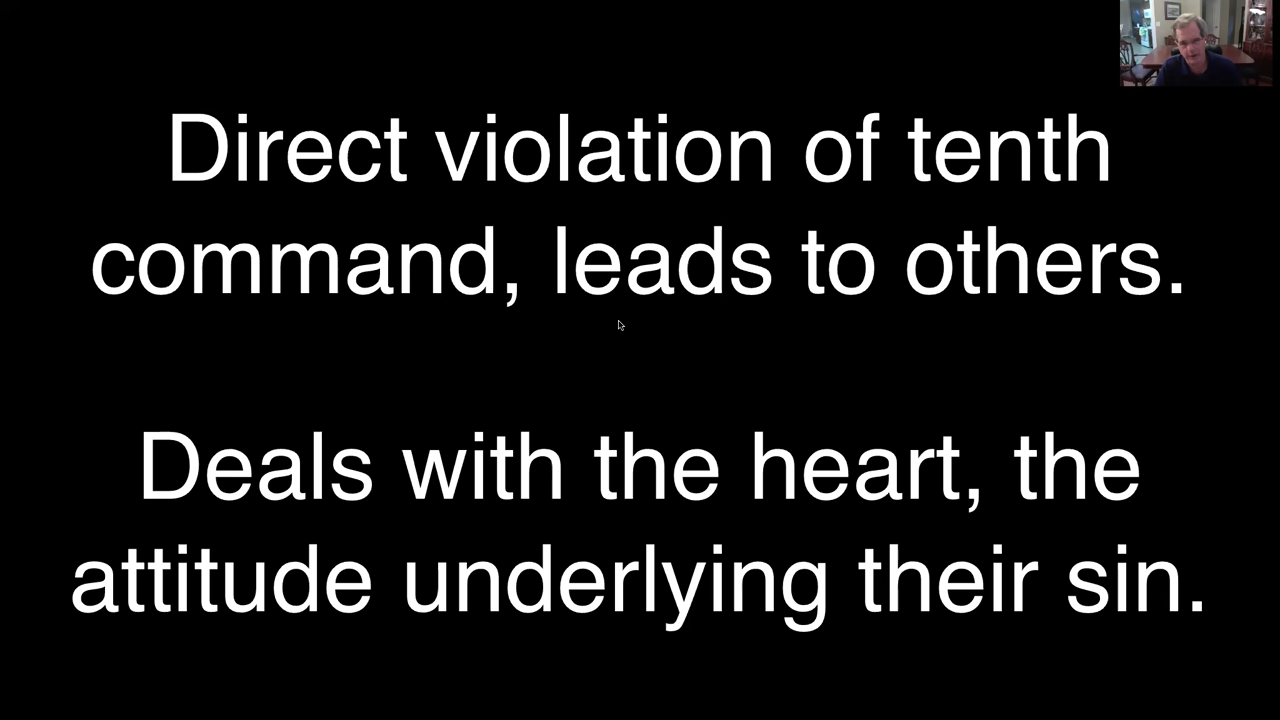 Direct violation of tenth
command, leads to others.
Deals with the heart, the
attitude underlying their sin.